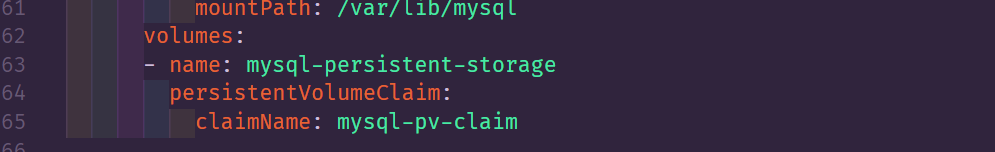 61 mountPath: /var/lib/mysql
62 volumes:
63 - name: mysql-persistent-storage
64 persistentVolumeClaim:
65 claimName: mysql-pv-claim
66